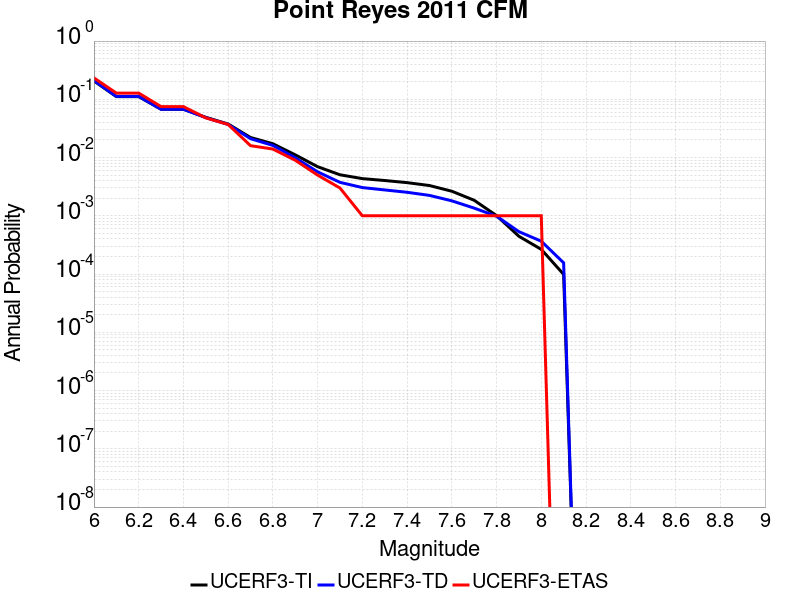 Point Reyes 2011 CFM
10^0
10^-1
10^-2
10^-3
10^-4
10^-5
10^-6
10^-7
10^-8
Annual Probability
6 6.2 6.4 6.6 6.8 7 7.2 7.4 7.6 7.8 8 8.2 8.4 8.6 8.8 9
Magnitude
UCERF3-TI UCERF3-TD UCERF3-ETAS